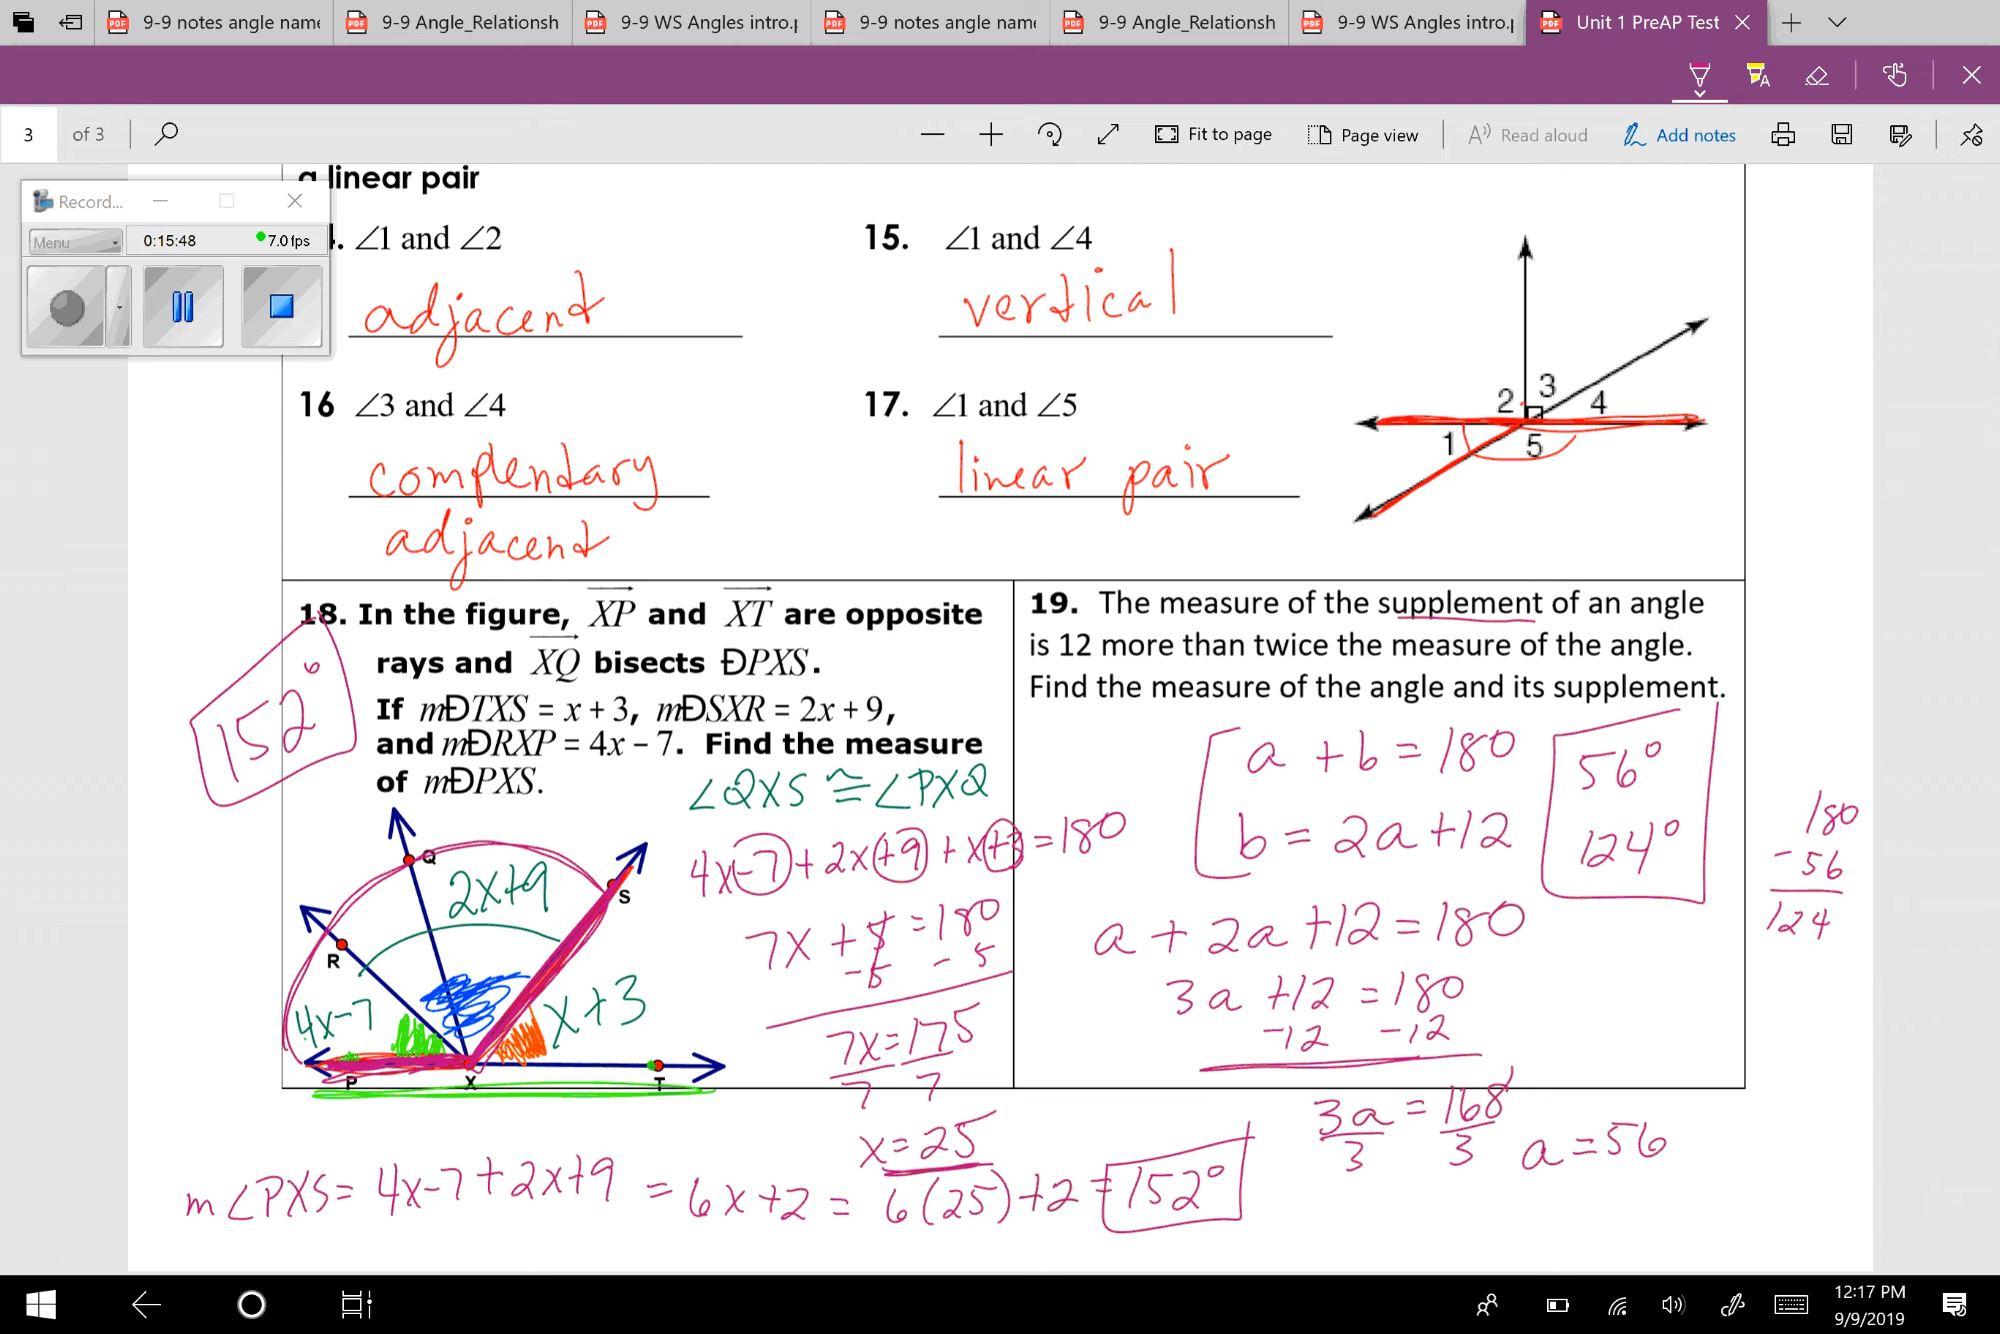 9-9 notes angle name
9-9 Angle_Relationsh
9-9 WS Angles intro.p
9-9 notes angle name
9-9 Angle_Relationsh
9-9 WS Angles intro.p
Unit 1 PreAP Test
3 of 3
Fit to page
Page view
Read aloud
Add notes
a linear pair
Record...
Menu
0:15:48
7.0 fps
. ∠1 and ∠2
adjacent
15. ∠1 and ∠4
vertical
16 ∠3 and ∠4
complentary
adjacent
17. ∠1 and ∠5
linear pair
2 3 4
1 5
18. In the figure, XP and XT are opposite
rays and XQ bisects ÐPXS.
If mÐTXS = x + 3, mÐSXR = 2x + 9,
and mÐRXP = 4x – 7. Find the measure
of mÐPXS.
152°
∠QXS ≅ ∠PXQ
4x-7+2x+9+x+3=180
7x+5=180
-5 -5
7x=175
7 7
x=25
Q
2x+9
S
R
4x-7
x+3
P X T
m∠PXS= 4x-7+2x+9 = 6x+2 = 6(25)+2=152°
19. The measure of the supplement of an angle
is 12 more than twice the measure of the angle.
Find the measure of the angle and its supplement.
a+b=180
b=2a+12
56°
124°
180
-56
124
a+2a+12=180
3a+12=180
-12 -12
3a=168
3 3
a=56
12:17 PM
9/9/2019